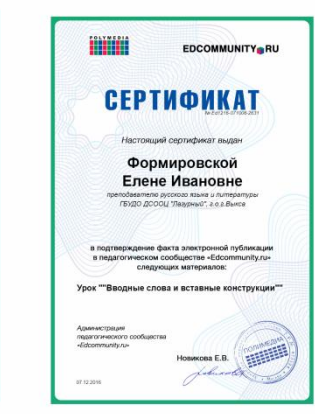 POLYMEDIA
EDCOMMUNITY.RU
СЕРТИФИКАТ
Настоящий сертификат выдан
Формировской
Елене Ивановне
преподавателю русского языка и литературы
ГБУДО ДСООЦ "Лазурный", г.о.г.Выкса
в подтверждение факта электронной публикации
в педагогическом сообществе «Edcommunity.ru»
следующих материалов:
Урок ""Вводные слова и вставные конструкции""
Администрация
педагогического сообщества
«Edcommunity.ru»
Новикова Е.В.
ПОЛИМЕДИА
07.12.2016